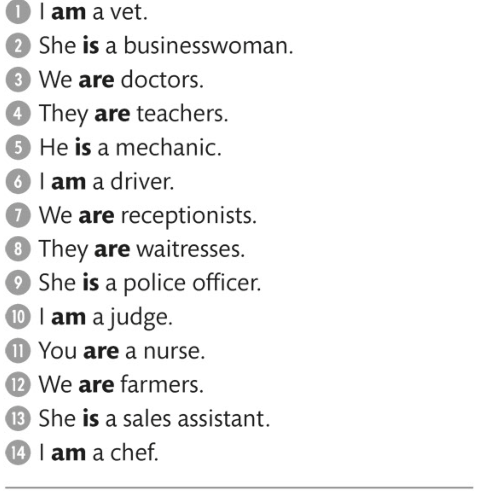 1 I am a vet.
2 She is a businesswoman.
3 We are doctors.
4 They are teachers.
5 He is a mechanic.
6 I am a driver.
7 We are receptionists.
8 They are waitresses.
9 She is a police officer.
10 I am a judge.
11 You are a nurse.
12 We are farmers.
13 She is a sales assistant.
14 I am a chef.